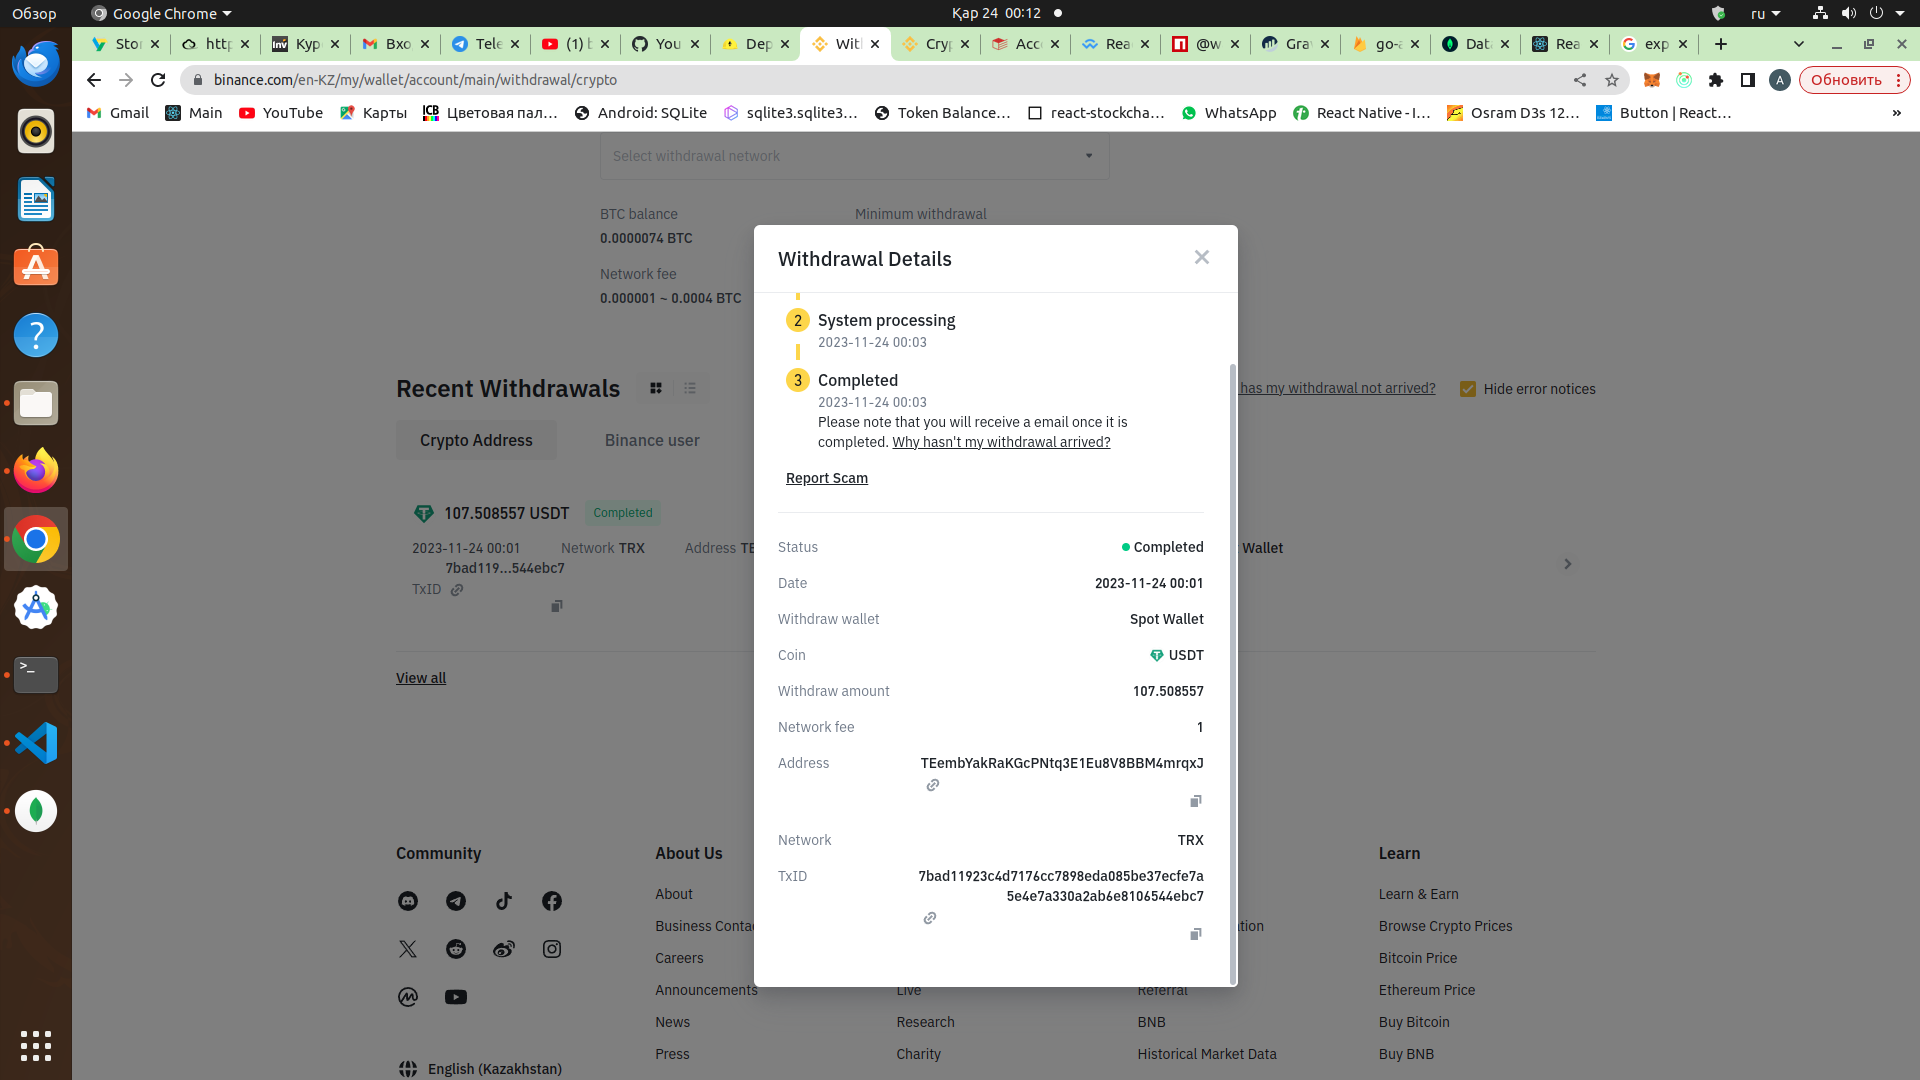 Обзор
Google Chrome
Қар 24 00:12
ru
Stor
http
Inv
Кур
Вхо
Tele
(1) b
You
Dep
With
Cryp
Acco
Rea
@w
Gra
go-
Data
Rea
exp
binance.com/en-KZ/my/wallet/account/main/withdrawal/crypto
A
Обновить
Gmail
Main
YouTube
Карты
ICB
Цветовая пал...
Android: SQLite
sqlite3.sqlite3...
Token Balance...
react-stockcha...
WhatsApp
React Native - I...
Osram D3s 12...
Button | React...
»
Select withdrawal network
BTC balance
Minimum withdrawal
0.0000074 BTC
Network fee
0.000001 ~ 0.0004 BTC
Withdrawal Details
2 System processing
2023-11-24 00:03
3 Completed
2023-11-24 00:03
Please note that you will receive a email once it is
completed. Why hasn't my withdrawal arrived?
Report Scam
Status Completed
Date 2023-11-24 00:01
Withdraw wallet Spot Wallet
Coin USDT
Withdraw amount 107.508557
Network fee 1
Address TEembYakRaKGcPNtq3E1Eu8V8BBM4mrqxJ
Network TRX
TxID 7bad11923c4d7176cc7898eda085be37ecfe7a
5e4e7a330a2ab6e8106544ebc7
Recent Withdrawals
has my withdrawal not arrived?
Hide error notices
Crypto Address
Binance user
107.508557 USDT
Completed
2023-11-24 00:01
Network TRX
Address TE
Wallet
7bad119...544ebc7
TxID
View all
Community
About Us
Learn
About
Learn & Earn
Business Contac
Browse Crypto Prices
Careers
Bitcoin Price
Announcements
Live
Referral
Ethereum Price
News
Research
BNB
Buy Bitcoin
Press
Charity
Historical Market Data
Buy BNB
English (Kazakhstan)